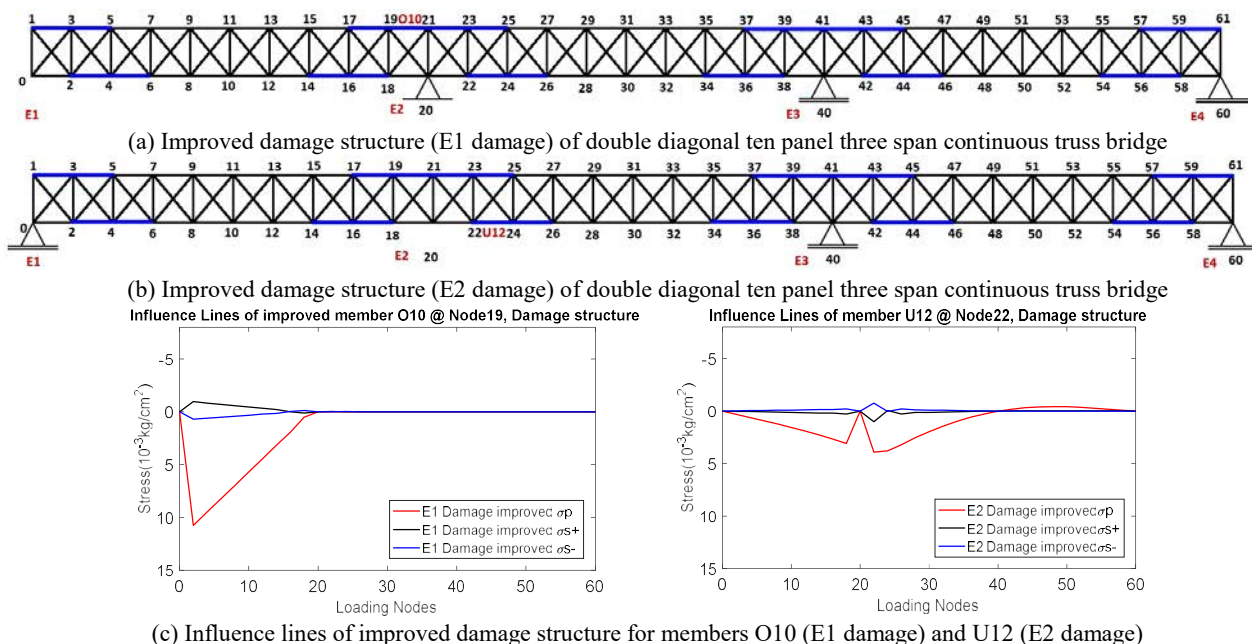 1 3 5 7 9 11 13 15 17 19 O10 21 23 25 27 29 31 33 35 37 39 41 43 45 47 49 51 53 55 57 59 61
0 2 4 6 8 10 12 14 16 18 22 24 26 28 30 32 34 36 38 42 44 46 48 50 52 54 56 58
E1 E2 20 E3 40 E4 60
(a) Improved damage structure (E1 damage) of double diagonal ten panel three span continuous truss bridge
1 3 5 7 9 11 13 15 17 19 21 23 25 27 29 31 33 35 37 39 41 43 45 47 49 51 53 55 57 59 61
0 2 4 6 8 10 12 14 16 18 22 U12 24 26 28 30 32 34 36 38 42 44 46 48 50 52 54 56 58
E1 E2 20 E3 40 E4 60
(b) Improved damage structure (E2 damage) of double diagonal ten panel three span continuous truss bridge
Influence Lines of improved member O10 @ Node19, Damage structure
Stress(10⁻³kg/cm²)
-5
0
5
10
15
E1 Damage improved σp
E1 Damage improved σs+
E1 Damage improved σs-
0 10 20 30 40 50 60
Loading Nodes
Influence Lines of member U12 @ Node22, Damage structure
Stress(10⁻³kg/cm²)
-5
0
5
10
15
E2 Damage improved σp
E2 Damage improved σs+
E2 Damage improved σs-
0 10 20 30 40 50 60
Loading Nodes
(c) Influence lines of improved damage structure for members O10 (E1 damage) and U12 (E2 damage)